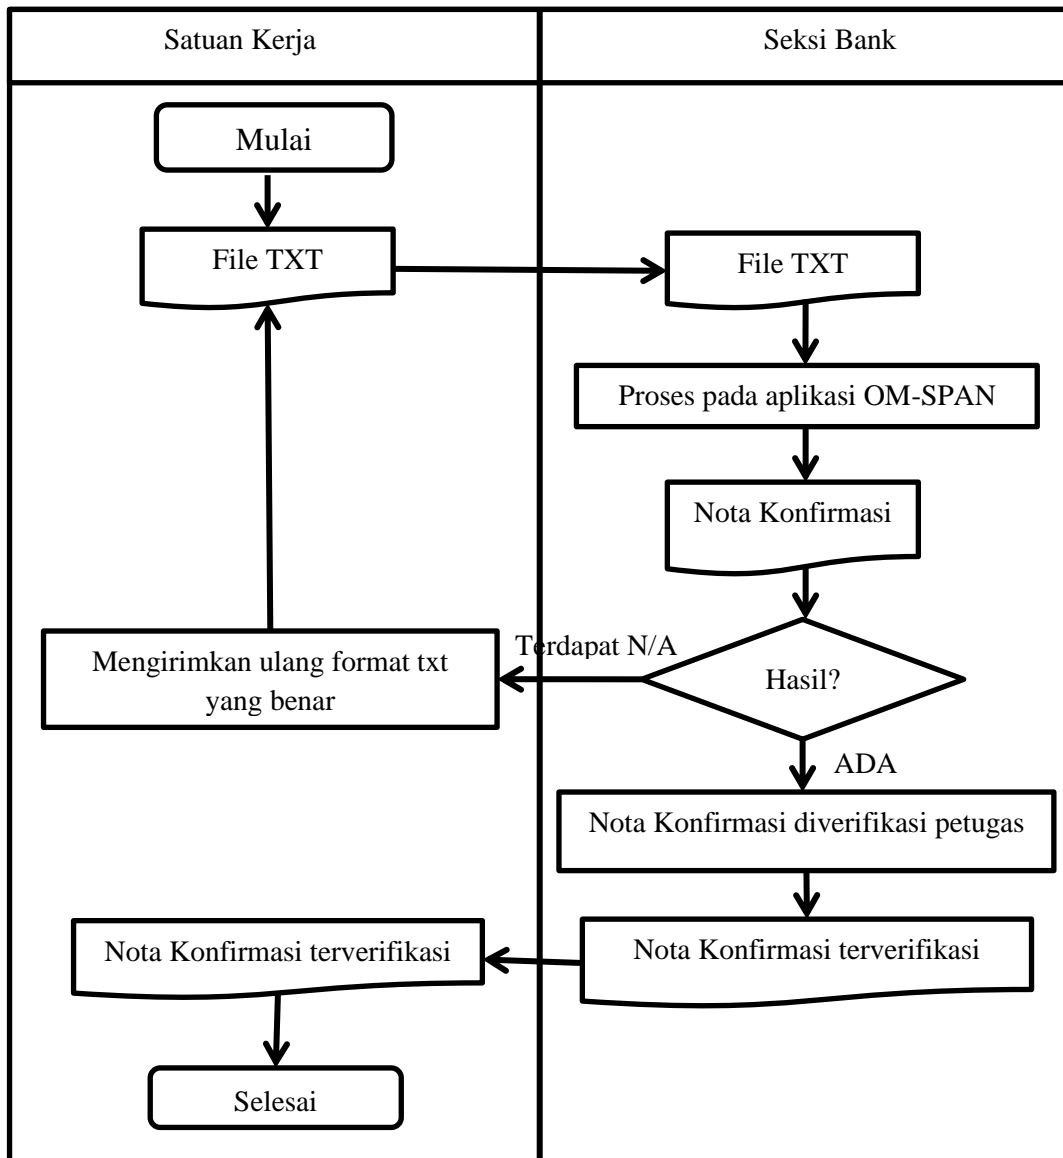 Satuan Kerja
Seksi Bank
Mulai
File TXT
File TXT
Proses pada aplikasi OM-SPAN
Nota Konfirmasi
Terdapat N/A
Hasil?
Mengirimkan ulang format txt
yang benar
ADA
Nota Konfirmasi diverifikasi petugas
Nota Konfirmasi terverifikasi
Nota Konfirmasi terverifikasi
Selesai